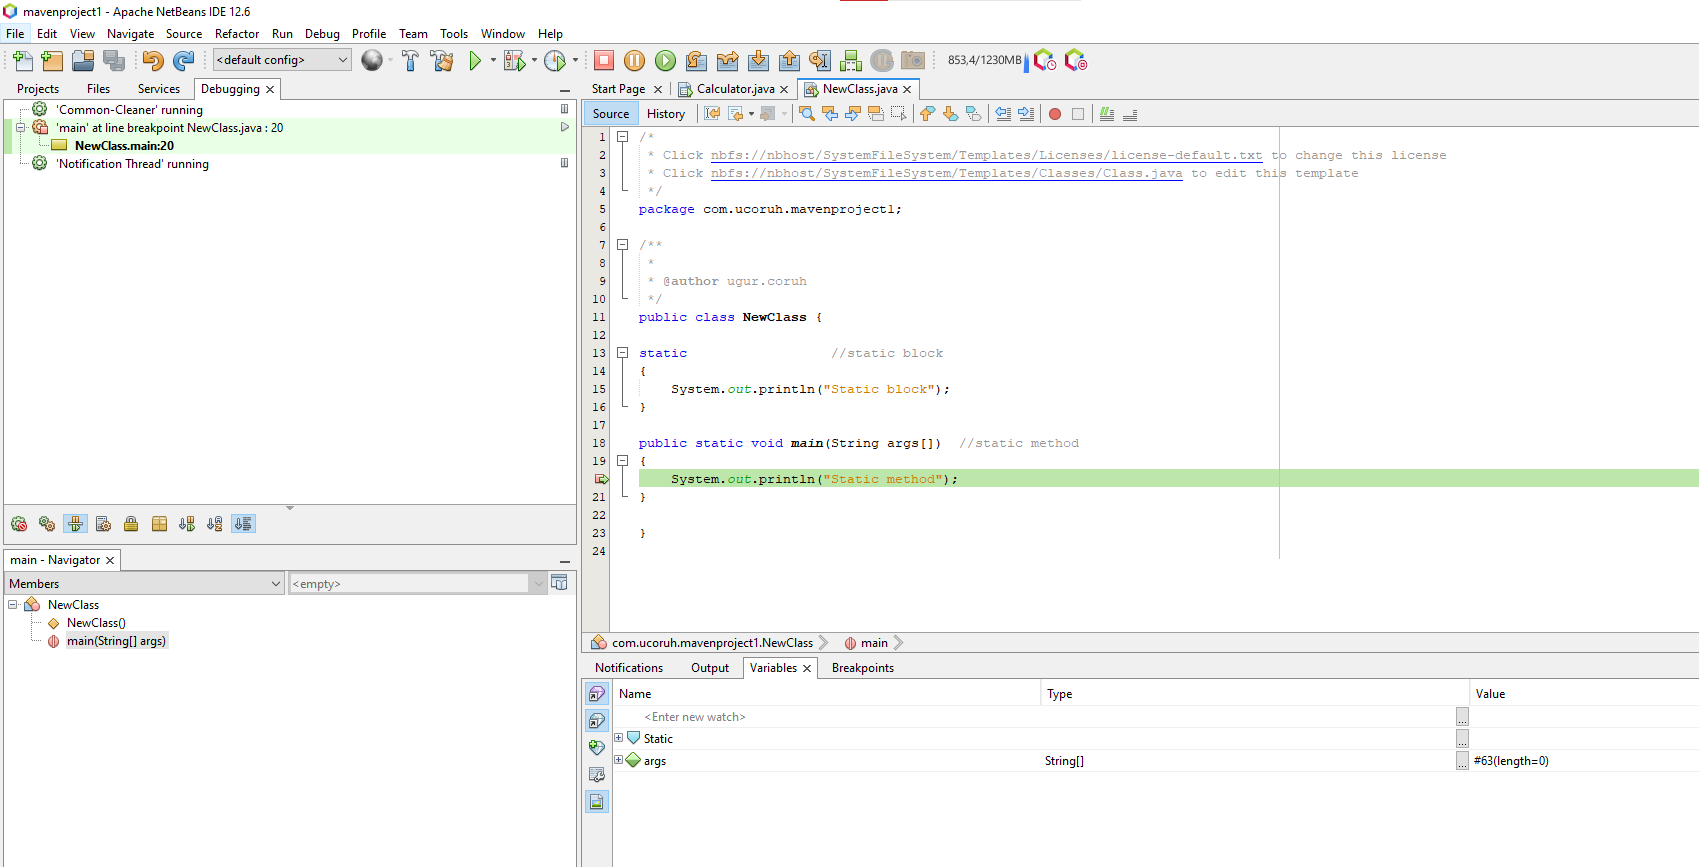 mavenproject1 - Apache NetBeans IDE 12.6
File Edit View Navigate Source Refactor Run Debug Profile Team Tools Window Help
<default config>
853,4/1230MB
Projects Files Services Debugging
'Common-Cleaner' running
'main' at line breakpoint NewClass.java : 20
NewClass.main:20
'Notification Thread' running
main - Navigator
Members
<empty>
NewClass
NewClass()
main(String[] args)
Start Page Calculator.java NewClass.java
Source History
1 /*
2 * Click nbfs://nbhost/SystemFileSystem/Templates/Licenses/license-default.txt to change this license
3 * Click nbfs://nbhost/SystemFileSystem/Templates/Classes/Class.java to edit this template
4 */
5 package com.ucoruh.mavenproject1;
6
7 /**
8 *
9 * @author ugur.coruh
10 */
11 public class NewClass {
12
13 static //static block
14 {
15 System.out.println("Static block");
16 }
17
18 public static void main(String args[]) //static method
19 {
System.out.println("Static method");
21 }
22
23 }
24
com.ucoruh.mavenproject1.NewClass main
Notifications Output Variables Breakpoints
Name Type Value
<Enter new watch> ...
Static ...
args String[] ... #63(length=0)